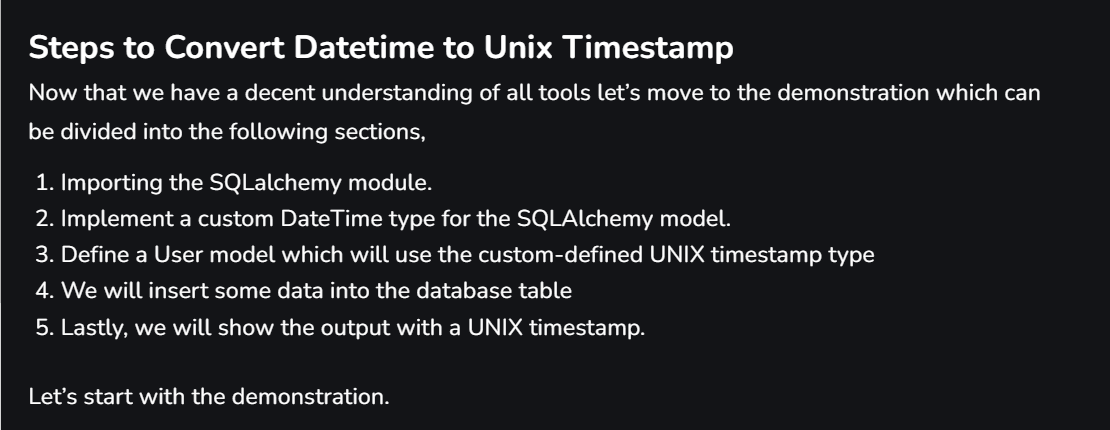 Steps to Convert Datetime to Unix Timestamp
Now that we have a decent understanding of all tools let’s move to the demonstration which can
be divided into the following sections,
1. Importing the SQLalchemy module.
2. Implement a custom DateTime type for the SQLAlchemy model.
3. Define a User model which will use the custom-defined UNIX timestamp type
4. We will insert some data into the database table
5. Lastly, we will show the output with a UNIX timestamp.
Let’s start with the demonstration.